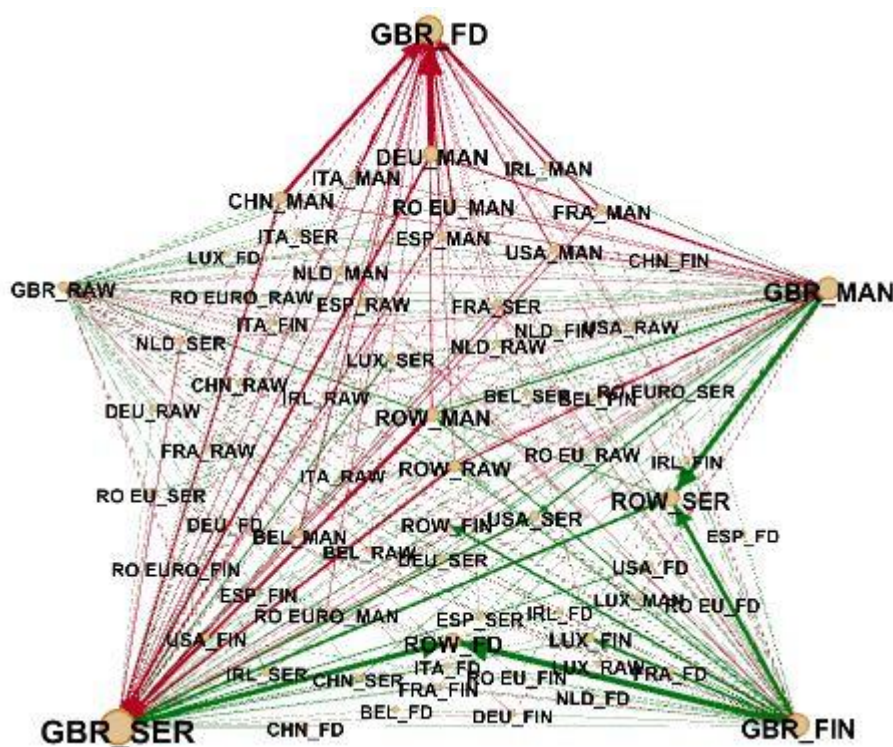 GBR_FD
DEU_MAN
ITA_MAN
IRL_MAN
CHN_MAN
RO EU_MAN
FRA_MAN
ITA_SER
ESP_MAN
LUX_FD
USA_MAN
CHN_FIN
NLD_MAN
GBR_RAW
GBR_MAN
RO EURO_RAW
ESP_RAW
FRA_SER
ITA_FIN
NLD_FIN
USA_RAW
NLD_SER
NLD_RAW
LUX_SER
CHN_RAW
IRL_RAW
BEL_SER
BEL_FIN
RO EURO_SER
DEU_RAW
ROW_MAN
FRA_RAW
RO EU_RAW
IRL_FIN
ROW_RAW
ITA_RAW
RO EU_SER
ROW_SER
DEU_FD
ROW_FIN
USA_SER
BEL_MAN
ESP_FD
BEL_RAW
DEU_SER
RO EURO_FIN
USA_FD
ESP_FIN
LUX_MAN
RO EU_FD
RO EURO_MAN
ESP_SER
IRL_FD
USA_FIN
ROW_FD
LUX_FIN
IRL_SER
ITA_FD
LUX_RAW
FRA_FD
CHN_SER
RO EU_FIN
FRA_FIN
NLD_FD
BEL_FD
DEU_FIN
GBR_SER
CHN_FD
GBR_FIN